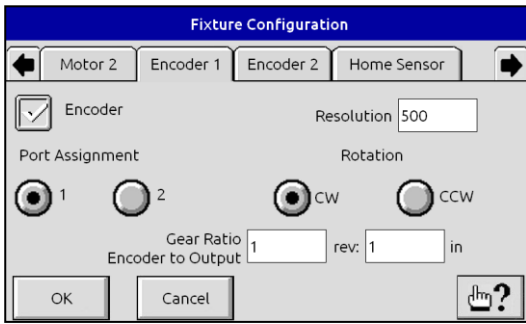 Fixture Configuration
Motor 2 Encoder 1 Encoder 2 Home Sensor
Encoder
Resolution 500
Port Assignment Rotation
1 2 CW CCW
Gear Ratio
Encoder to Output 1 rev: 1 in
OK Cancel ?